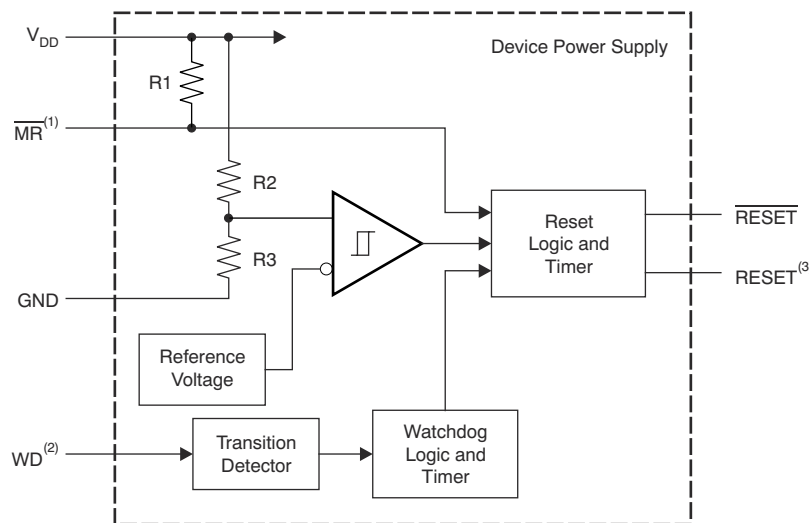 V_DD
Device Power Supply
R1
MR^(1)
R2
R3
Reset
Logic and
Timer
RESET
RESET^(3
GND
Reference
Voltage
Transition
Detector
Watchdog
Logic and
Timer
WD^(2)